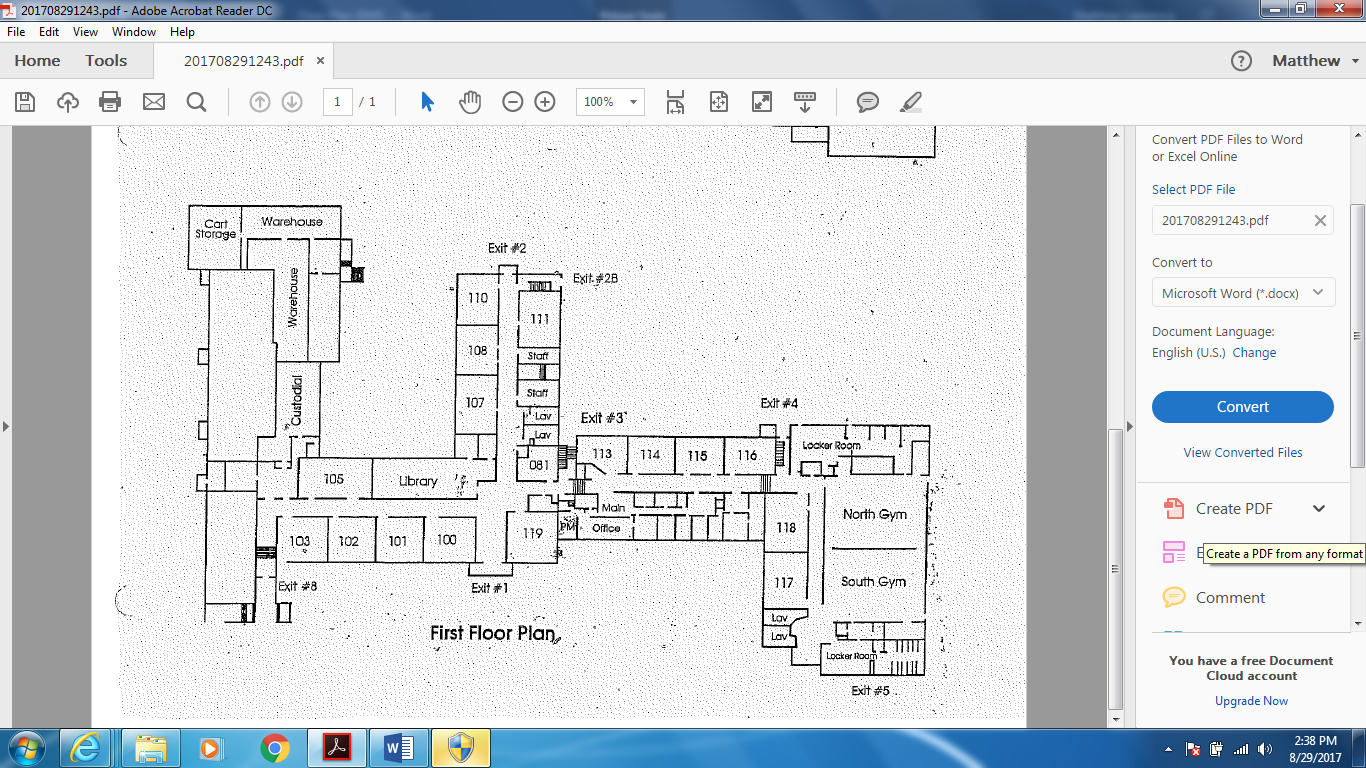 201708291243.pdf - Adobe Acrobat Reader DC
File Edit View Window Help
Home Tools 201708291243.pdf × Matthew
1 / 1 100%
Convert PDF Files to Word
or Excel Online
Select PDF File
201708291243.pdf
Convert to
Microsoft Word (*.docx)
Document Language:
English (U.S.) Change
Convert
View Converted Files
Create PDF
E
Create a PDF from any format
Comment
You have a free Document
Cloud account
Upgrade Now
Cart
Storage
Warehouse
Warehouse
Custodial
Exit #2
Exit #2B
110
111
108
Staff
Staff
107
Lav
Lav
081
Exit #3
Exit #4
113 114 115 116
Locker Room
105 Library
Main
Office
PM
103 102 101 100 119
118
117
North Gym
South Gym
Exit #8
Exit #1
Lav
Lav
Locker Room
Exit #5
First Floor Plan
2:38 PM
8/29/2017